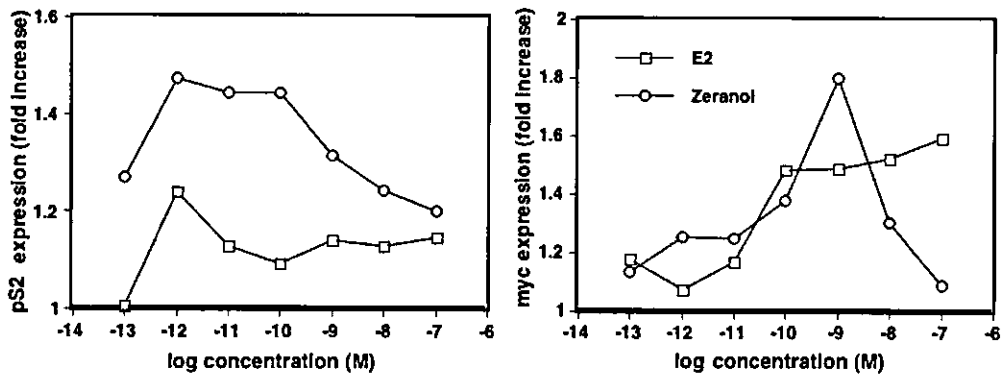 pS2 expression (fold increase)
1.6
1.4
1.2
1
-14 -13 -12 -11 -10 -9 -8 -7 -6
log concentration (M)
myc expression (fold increase)
2
1.8
1.6
1.4
1.2
1
E2
Zeranol
-14 -13 -12 -11 -10 -9 -8 -7 -6
log concentration (M)